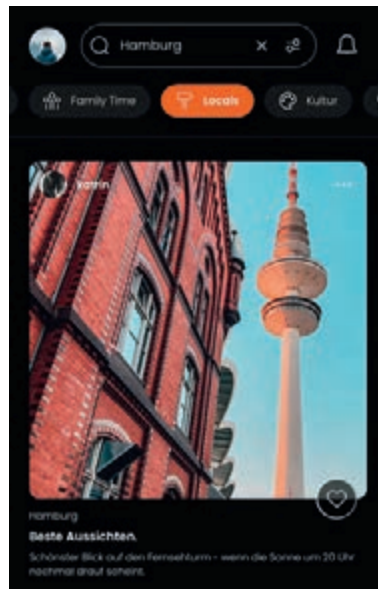 Hamburg
Family Time
Locals
Kultur
Katrin
Hamburg
Beste Aussichten.
Schönster Blick auf den Fernsehturm – wenn die Sonne um 20 Uhr
nochmal drauf scheint.